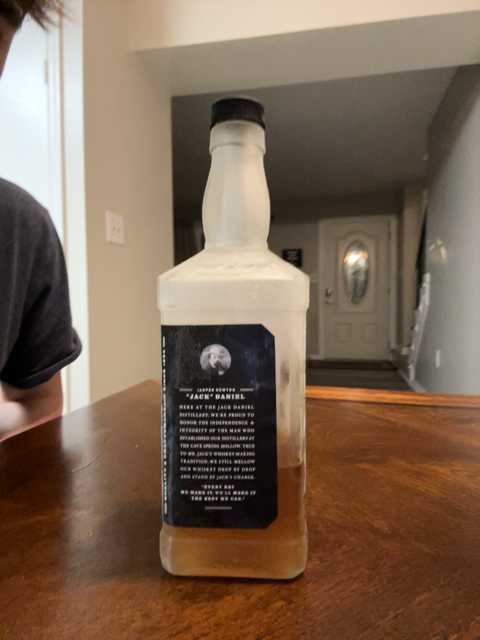 JASPER NEWTON
"JACK" DANIEL
HERE AT THE JACK DANIEL
DISTILLERY, WE'RE PROUD TO
HONOR THE INDEPENDENCE &
INTEGRITY OF THE MAN WHO
ESTABLISHED OUR DISTILLERY AT
THE CAVE SPRING HOLLOW. TRUE
TO MR. JACK'S WHISKEY-MAKING
TRADITION, WE STILL MELLOW
OUR WHISKEY DROP BY DROP
AND STAND BY JACK'S CHARGE,
"EVERY DAY
WE MAKE IT, WE'LL MAKE IT
THE BEST WE CAN."